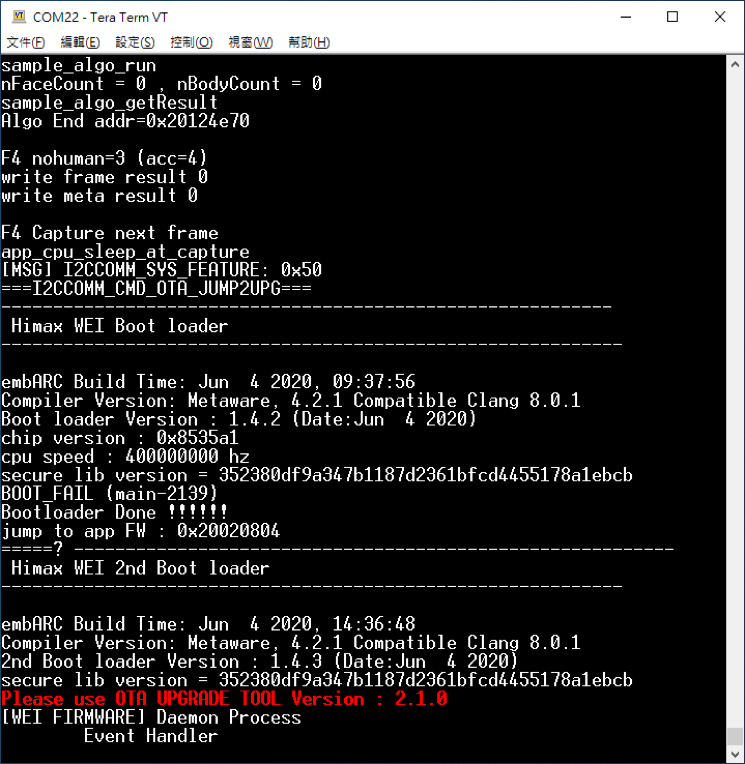 COM22 - Tera Term VT
文件(F) 編輯(E) 設定(S) 控制(O) 視窗(W) 幫助(H)
sample_algo_run
nFaceCount = 0 , nBodyCount = 0
sample_algo_getResult
Algo End addr=0x20124e70
F4 nohuman=3 (acc=4)
write frame result 0
write meta result 0
F4 Capture next frame
app_cpu_sleep_at_capture
[MSG] I2CCOMM_SYS_FEATURE: 0x50
===I2CCOMM_CMD_OTA_JUMP2UPG===
------------------------------------------------------------------
Himax WEI Boot loader
-------------------------------------------------------------------
embARC Build Time: Jun  4 2020, 09:37:56
Compiler Version: Metaware, 4.2.1 Compatible Clang 8.0.1
Boot loader Version : 1.4.2 (Date:Jun  4 2020)
chip version : 0x8535a1
cpu speed : 400000000 hz
secure lib version = 352380df9a347b1187d2361bfcd4455178a1ebcb
BOOT_FAIL (main-2139)
Bootloader Done !!!!!!
jump to app FW : 0x20020804
=====? -----------------------------------------------------------------
Himax WEI 2nd Boot loader
-------------------------------------------------------------------
embARC Build Time: Jun  4 2020, 14:36:48
Compiler Version: Metaware, 4.2.1 Compatible Clang 8.0.1
2nd Boot loader Version : 1.4.3 (Date:Jun  4 2020)
secure lib version = 352380df9a347b1187d2361bfcd4455178a1ebcb
Please use OTA UPGRADE TOOL Version : 2.1.0
[WEI FIRMWARE] Daemon Process
Event Handler